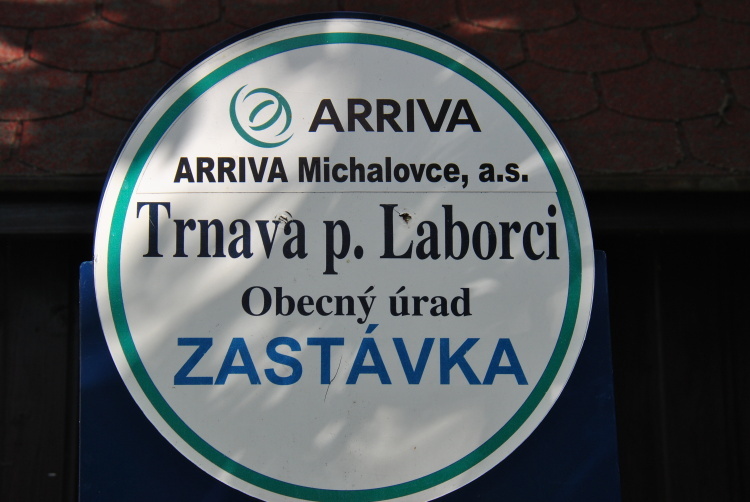 ARRIVA
ARRIVA Michalovce, a.s.
Trnava p. Laborci
Obecný úrad
ZASTÁVKA